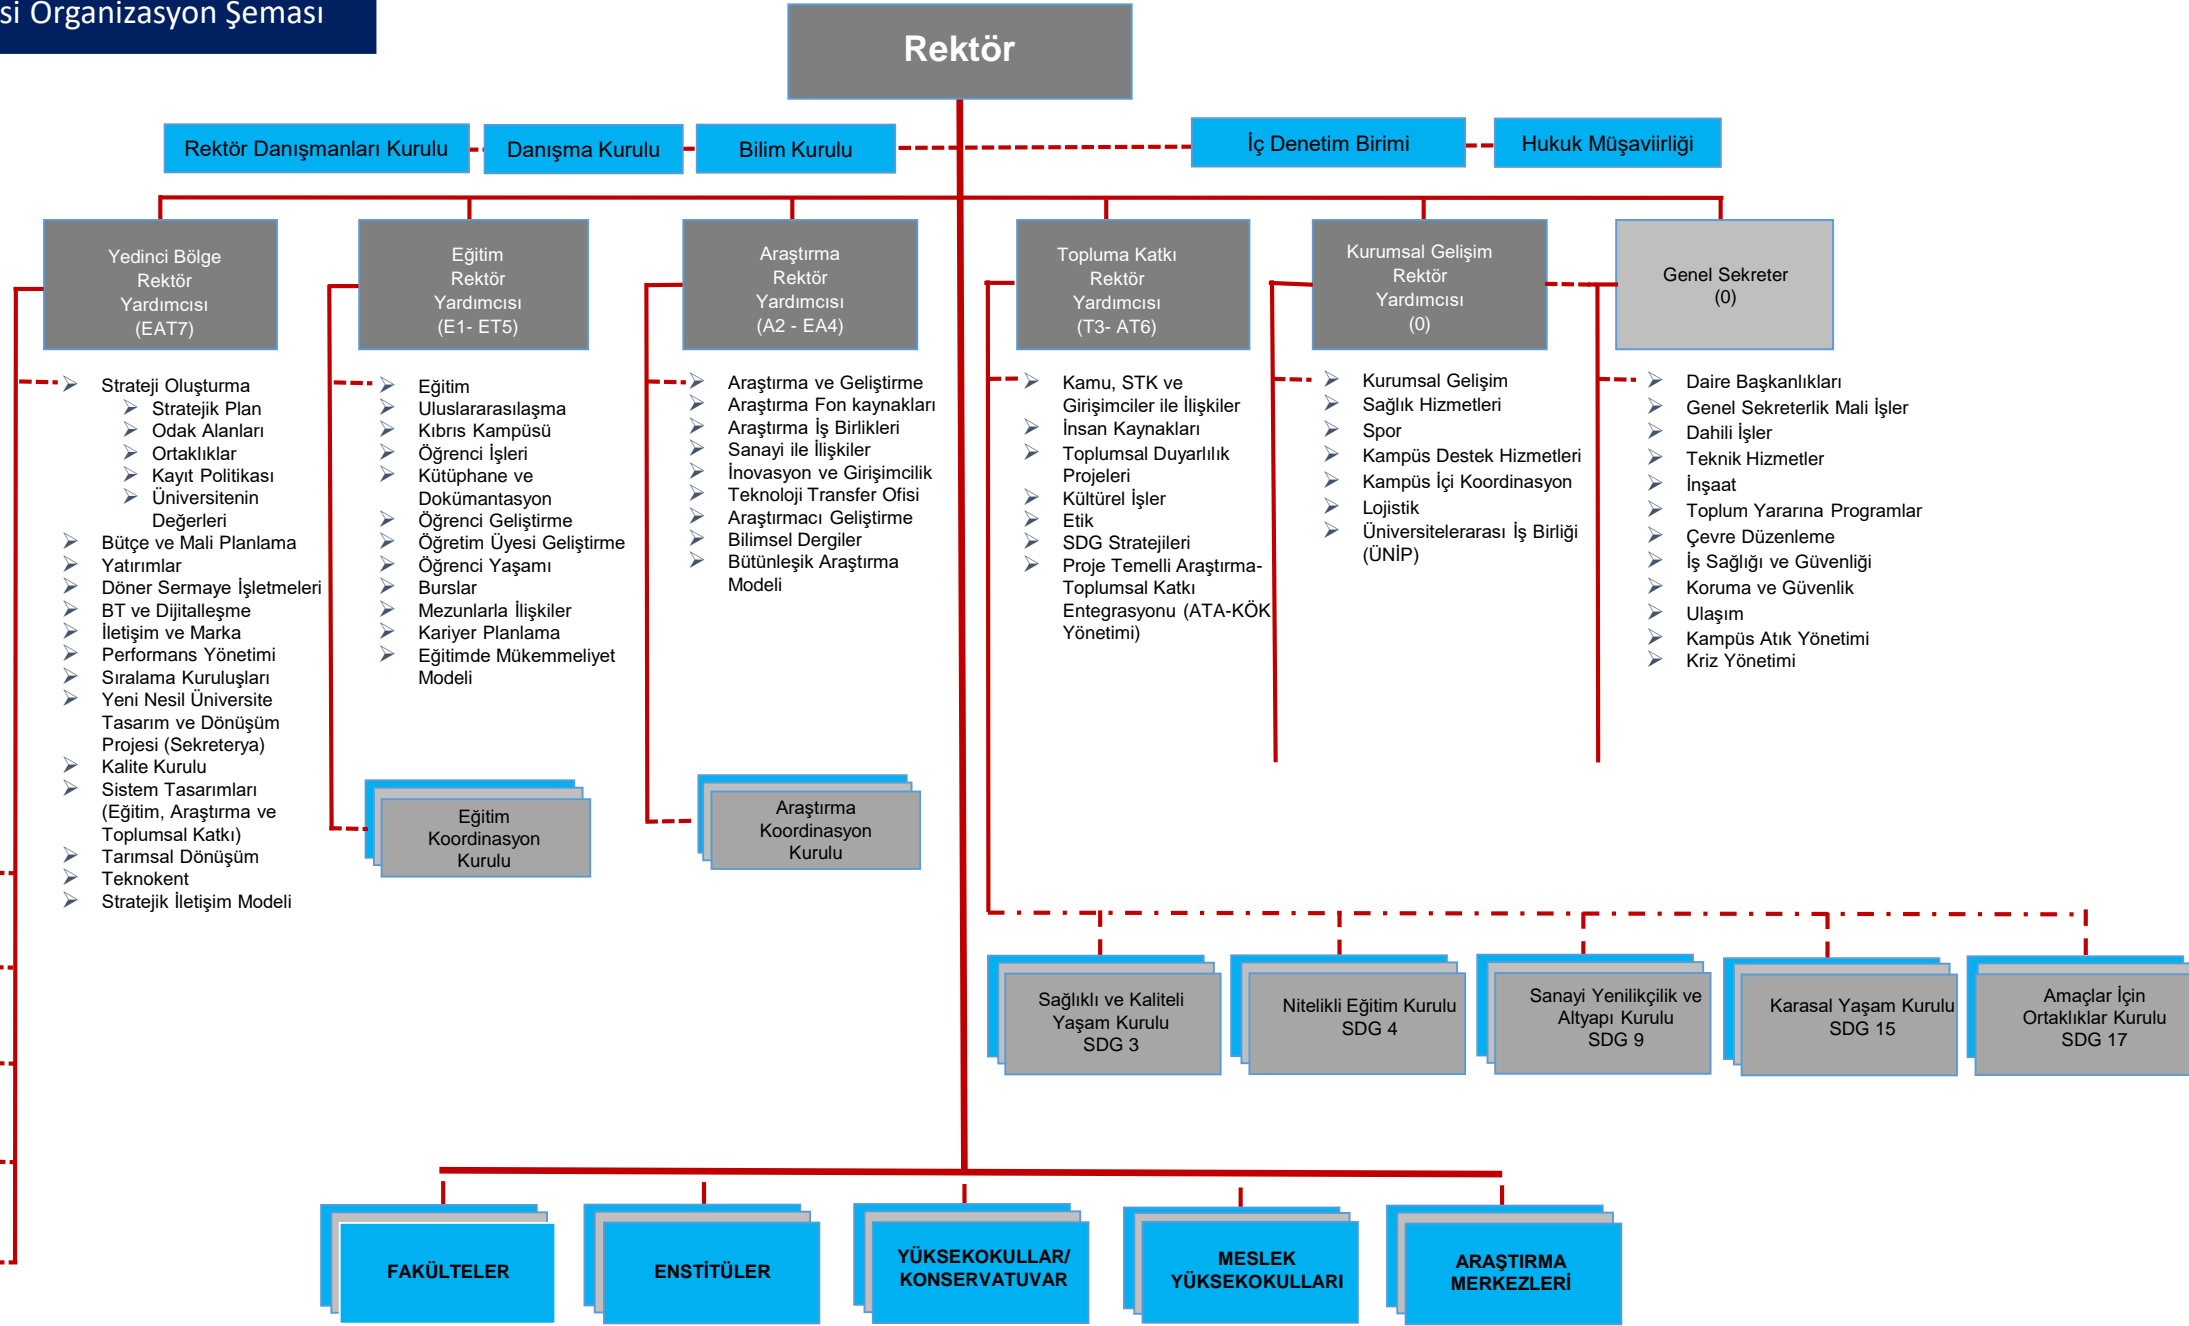 si Organizasyon Şeması
Rektör
Rektör Danışmanları Kurulu
Danışma Kurulu
Bilim Kurulu
İç Denetim Birimi
Hukuk Müşaviirliği
Yedinci Bölge
Rektör
Yardımcısı
(EAT7)
Eğitim
Rektör
Yardımcısı
(E1- ET5)
Araştırma
Rektör
Yardımcısı
(A2 - EA4)
Topluma Katkı
Rektör
Yardımcısı
(T3- AT6)
Kurumsal Gelişim
Rektör
Yardımcısı
(0)
Genel Sekreter
(0)
Strateji Oluşturma
Stratejik Plan
Odak Alanları
Ortaklıklar
Kayıt Politikası
Üniversitenin
Değerleri
Bütçe ve Mali Planlama
Yatırımlar
Döner Sermaye İşletmeleri
BT ve Dijitalleşme
İletişim ve Marka
Performans Yönetimi
Sıralama Kuruluşları
Yeni Nesil Üniversite
Tasarım ve Dönüşüm
Projesi (Sekreterya)
Kalite Kurulu
Sistem Tasarımları
(Eğitim, Araştırma ve
Toplumsal Katkı)
Tarımsal Dönüşüm
Teknokent
Stratejik İletişim Modeli
Eğitim
Uluslararasılaşma
Kıbrıs Kampüsü
Öğrenci İşleri
Kütüphane ve
Dokümantasyon
Öğrenci Geliştirme
Öğretim Üyesi Geliştirme
Öğrenci Yaşamı
Burslar
Mezunlarla İlişkiler
Kariyer Planlama
Eğitimde Mükemmeliyet
Modeli
Araştırma ve Geliştirme
Araştırma Fon kaynakları
Araştırma İş Birlikleri
Sanayi ile İlişkiler
İnovasyon ve Girişimcilik
Teknoloji Transfer Ofisi
Araştırmacı Geliştirme
Bilimsel Dergiler
Bütünleşik Araştırma
Modeli
Kamu, STK ve
Girişimciler ile İlişkiler
İnsan Kaynakları
Toplumsal Duyarlılık
Projeleri
Kültürel İşler
Etik
SDG Stratejileri
Proje Temelli Araştırma-
Toplumsal Katkı
Entegrasyonu (ATA-KÖK
Yönetimi)
Kurumsal Gelişim
Sağlık Hizmetleri
Spor
Kampüs Destek Hizmetleri
Kampüs İçi Koordinasyon
Lojistik
Üniversitelerarası İş Birliği
(ÜNİP)
Daire Başkanlıkları
Genel Sekreterlik Mali İşler
Dahili İşler
Teknik Hizmetler
İnşaat
Toplum Yararına Programlar
Çevre Düzenleme
İş Sağlığı ve Güvenliği
Koruma ve Güvenlik
Ulaşım
Kampüs Atık Yönetimi
Kriz Yönetimi
Eğitim
Koordinasyon
Kurulu
Araştırma
Koordinasyon
Kurulu
Sağlıklı ve Kaliteli
Yaşam Kurulu
SDG 3
Nitelikli Eğitim Kurulu
SDG 4
Sanayi Yenilikçilik ve
Altyapı Kurulu
SDG 9
Karasal Yaşam Kurulu
SDG 15
Amaçlar İçin
Ortaklıklar Kurulu
SDG 17
FAKÜLTELER
ENSTİTÜLER
YÜKSEKOKULLAR/
KONSERVATUVAR
MESLEK
YÜKSEKOKULLARI
ARAŞTIRMA
MERKEZLERİ